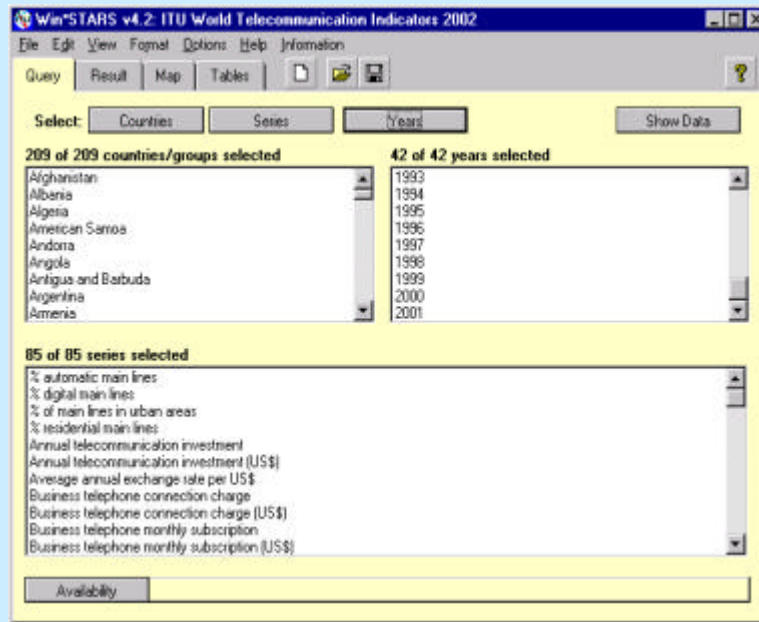 Win*STARS v4.2: ITU World Telecommunication Indicators 2002
File Edit View Format Options Help Information
Query Result Map Tables
Select: Countries Series Years Show Data
209 of 209 countries/groups selected
Afghanistan
Albania
Algeria
American Samoa
Andorra
Angola
Antigua and Barbuda
Argentina
Armenia
42 of 42 years selected
1993
1994
1995
1996
1997
1998
1999
2000
2001
85 of 85 series selected
% automatic main lines
% digital main lines
% of main lines in urban areas
% residential main lines
Annual telecommunication investment
Annual telecommunication investment (US$)
Average annual exchange rate per US$
Business telephone connection charge
Business telephone connection charge (US$)
Business telephone monthly subscription
Business telephone monthly subscription (US$)
Availability